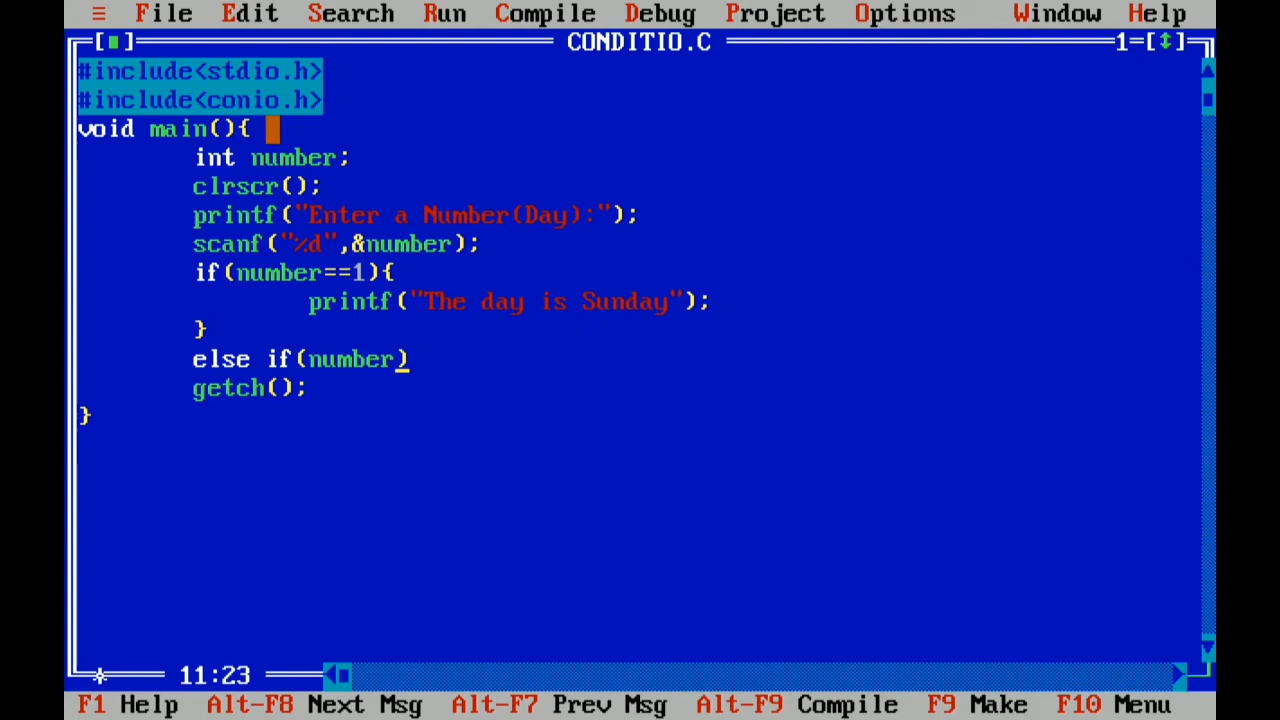 ≡ File Edit Search Run Compile Debug Project Options Window Help
[■] CONDITIO.C 1=[↕]
#include<stdio.h>
#include<conio.h>
void main(){
int number;
clrscr();
printf("Enter a Number(Day):");
scanf("%d",&number);
if(number==1){
printf("The day is Sunday");
}
else if(number)
getch();
}
* 11:23
F1 Help Alt-F8 Next Msg Alt-F7 Prev Msg Alt-F9 Compile F9 Make F10 Menu